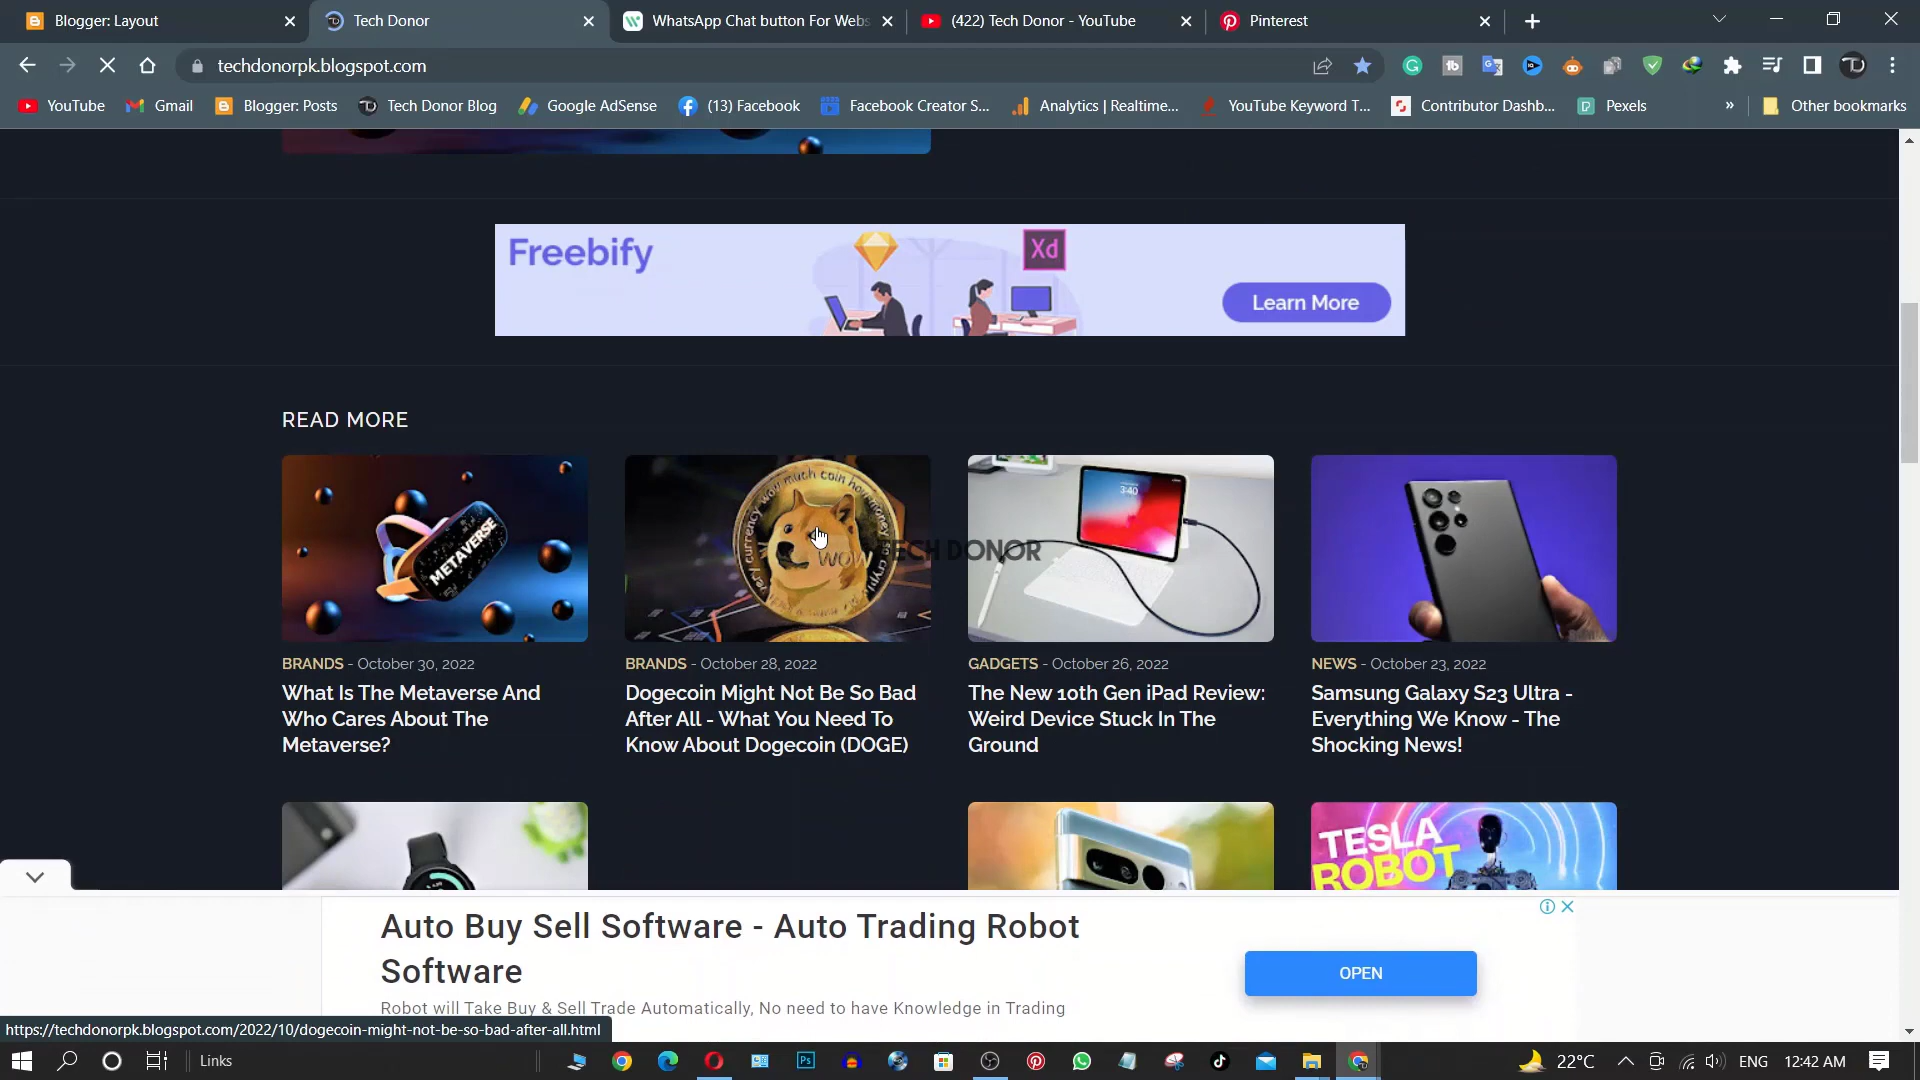 Blogger: Layout
Tech Donor
WhatsApp Chat button For Webs
(422) Tech Donor - YouTube
Pinterest
techdonorpk.blogspot.com
YouTube
Gmail
Blogger: Posts
Tech Donor Blog
Google AdSense
(13) Facebook
Facebook Creator S...
Analytics | Realtime...
YouTube Keyword T...
Contributor Dashb...
Pexels
»
Other bookmarks
Freebify
Xd
Learn More
READ MORE
METAVERSE
WOW
TECH DONOR
3:40
BRANDS - October 30, 2022
What Is The Metaverse And
Who Cares About The
Metaverse?
BRANDS - October 28, 2022
Dogecoin Might Not Be So Bad
After All - What You Need To
Know About Dogecoin (DOGE)
GADGETS - October 26, 2022
The New 10th Gen iPad Review:
Weird Device Stuck In The
Ground
NEWS - October 23, 2022
Samsung Galaxy S23 Ultra -
Everything We Know - The
Shocking News!
TESLA
ROBOT
Auto Buy Sell Software - Auto Trading Robot
Software
Robot will Take Buy & Sell Trade Automatically, No need to have Knowledge in Trading
OPEN
https://techdonorpk.blogspot.com/2022/10/dogecoin-might-not-be-so-bad-after-all.html
Links
22°C
ENG
12:42 AM